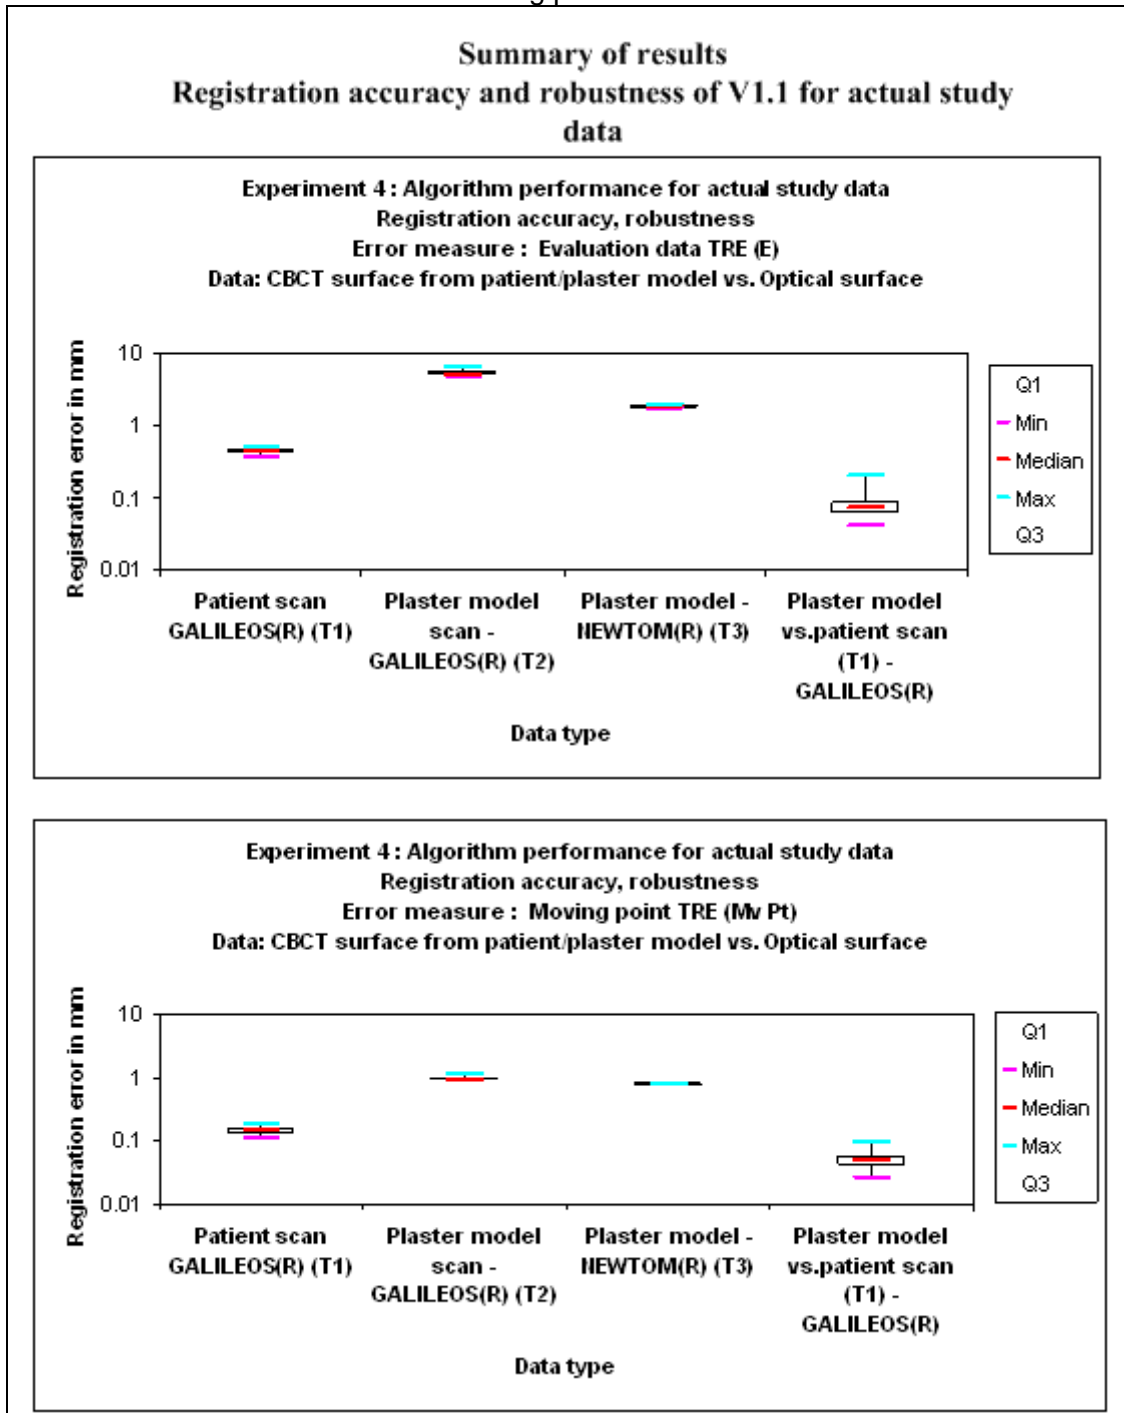 Summary of results
Registration accuracy and robustness of V1.1 for actual study
data
Experiment 4 : Algorithm performance for actual study data
Registration accuracy, robustness
Error measure : Evaluation data TRE (E)
Data: CBCT surface from patient/plaster model vs. Optical surface
Registration error in mm
10
1
0.1
0.01
Patient scan
GALILEOS(R) (T1)
Plaster model
scan -
GALILEOS(R) (T2)
Plaster model -
NEWTOM(R) (T3)
Plaster model
vs.patient scan
(T1) -
GALILEOS(R)
Data type
Q1
Min
Median
Max
Q3
Experiment 4 : Algorithm performance for actual study data
Registration accuracy, robustness
Error measure : Moving point TRE (Mv Pt)
Data: CBCT surface from patient/plaster model vs. Optical surface
Registration error in mm
10
1
0.1
0.01
Patient scan
GALILEOS(R) (T1)
Plaster model
scan -
GALILEOS(R) (T2)
Plaster model -
NEWTOM(R) (T3)
Plaster model
vs.patient scan
(T1) -
GALILEOS(R)
Data type
Q1
Min
Median
Max
Q3